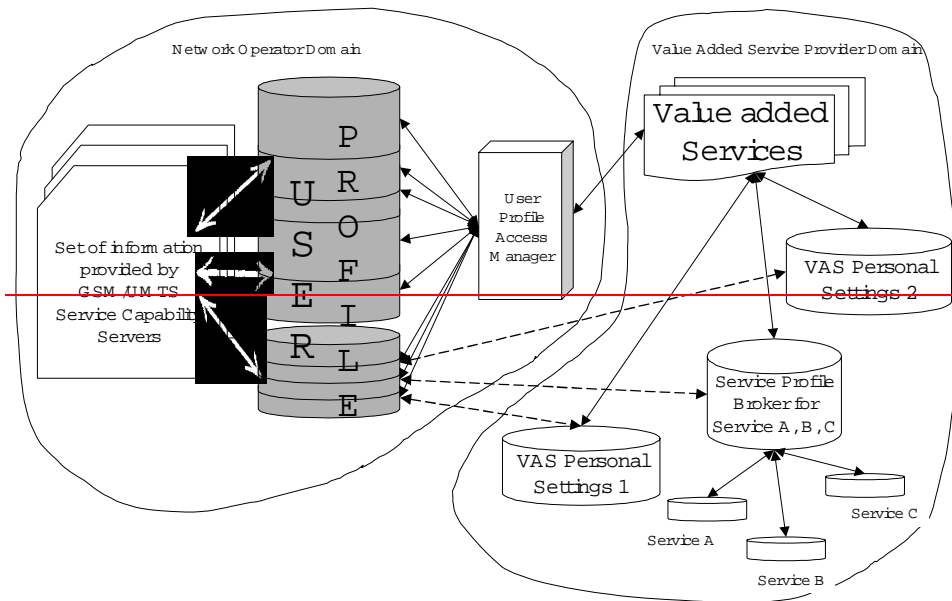 Network Operator Domain
Value Added Service Provider Domain
Value added
Services
USER
PROFILE
User
Profile
Access
Manager
Set of information
provided by
GSM/UMTS
Service Capability
Servers
VAS Personal
Settings 2
Service Profile
Broker for
Service A, B, C
VAS Personal
Settings 1
Service C
Service A
Service B